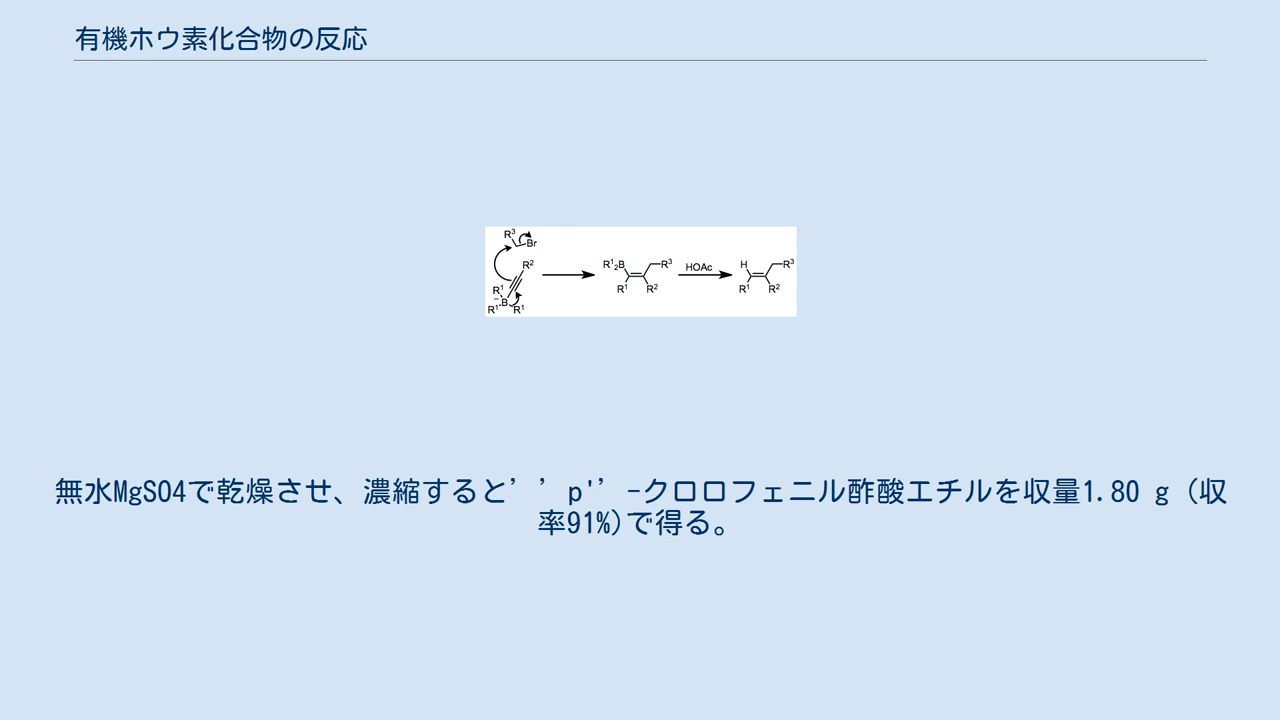 有機ホウ素化合物の反応
R³
Br
R²
R¹
B
R¹
R¹
R¹₂B
R³
R¹
R²
HOAc
H
R³
R¹
R²
無水MgSO4で乾燥させ、濃縮すると’’p'’-クロロフェニル酢酸エチルを収量1.80 g (収
率91%)で得る。